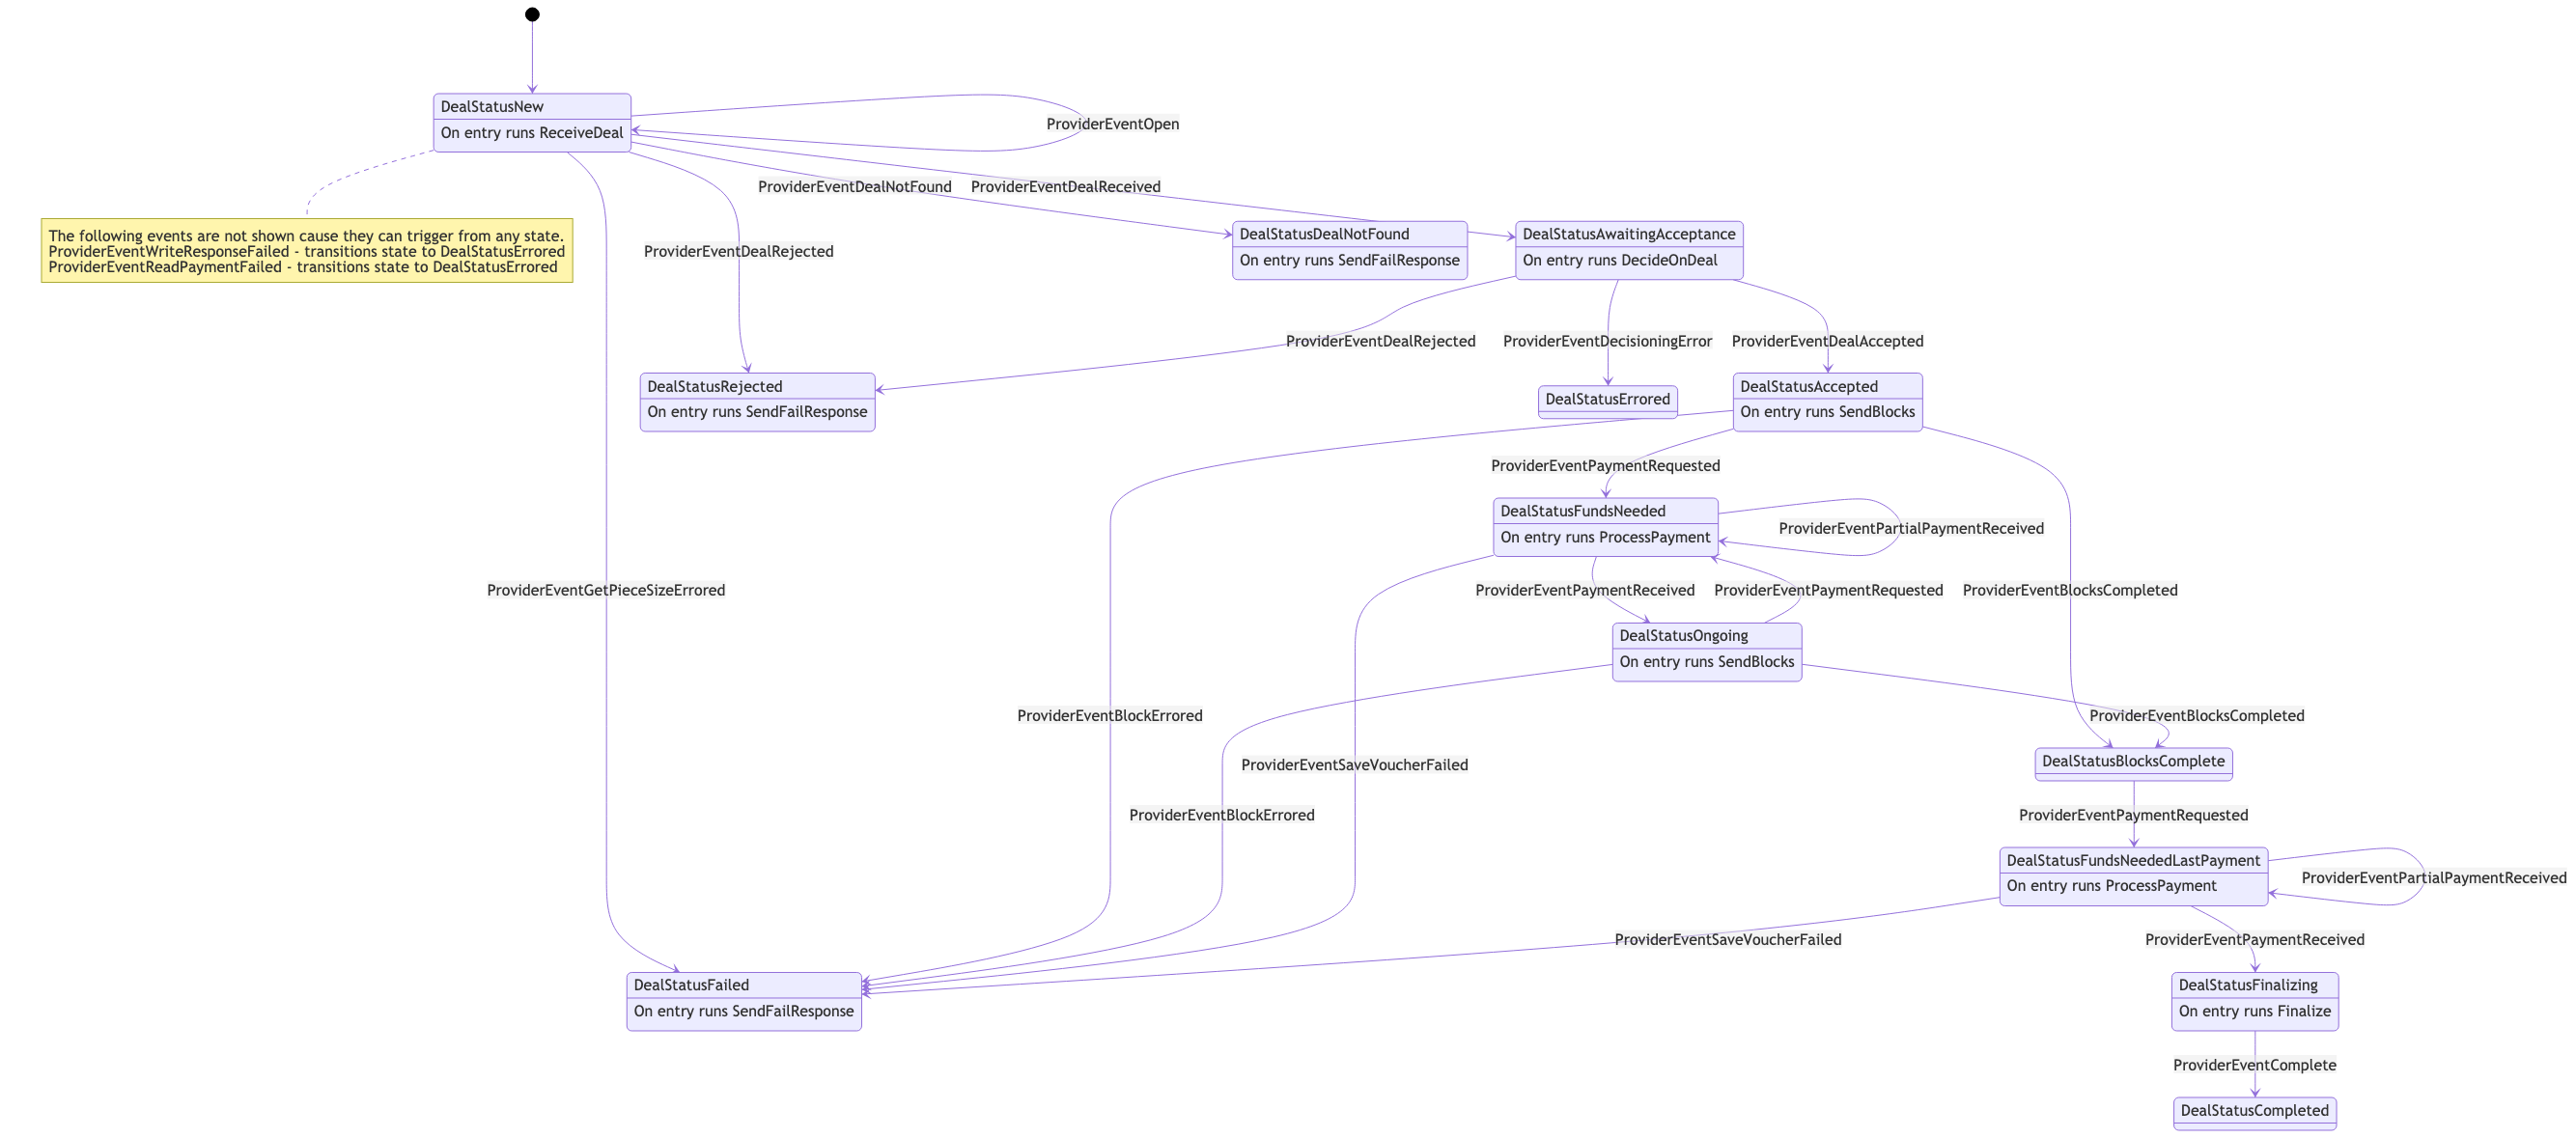 DealStatusNew
On entry runs ReceiveDeal
ProviderEventOpen
ProviderEventDealNotFound
ProviderEventDealReceived
The following events are not shown cause they can trigger from any state.
ProviderEventWriteResponseFailed - transitions state to DealStatusErrored
ProviderEventReadPaymentFailed - transitions state to DealStatusErrored
ProviderEventDealRejected
DealStatusDealNotFound
On entry runs SendFailResponse
DealStatusAwaitingAcceptance
On entry runs DecideOnDeal
ProviderEventDealRejected
ProviderEventDecisioningError
ProviderEventDealAccepted
DealStatusRejected
On entry runs SendFailResponse
DealStatusErrored
DealStatusAccepted
On entry runs SendBlocks
ProviderEventPaymentRequested
DealStatusFundsNeeded
On entry runs ProcessPayment
ProviderEventPartialPaymentReceived
ProviderEventGetPieceSizeErrored
ProviderEventPaymentReceived
ProviderEventPaymentRequested
ProviderEventBlocksCompleted
DealStatusOngoing
On entry runs SendBlocks
ProviderEventBlockErrored
ProviderEventBlocksCompleted
ProviderEventSaveVoucherFailed
DealStatusBlocksComplete
ProviderEventBlockErrored
ProviderEventPaymentRequested
DealStatusFundsNeededLastPayment
On entry runs ProcessPayment
ProviderEventPartialPaymentReceived
ProviderEventSaveVoucherFailed
ProviderEventPaymentReceived
DealStatusFailed
On entry runs SendFailResponse
DealStatusFinalizing
On entry runs Finalize
ProviderEventComplete
DealStatusCompleted